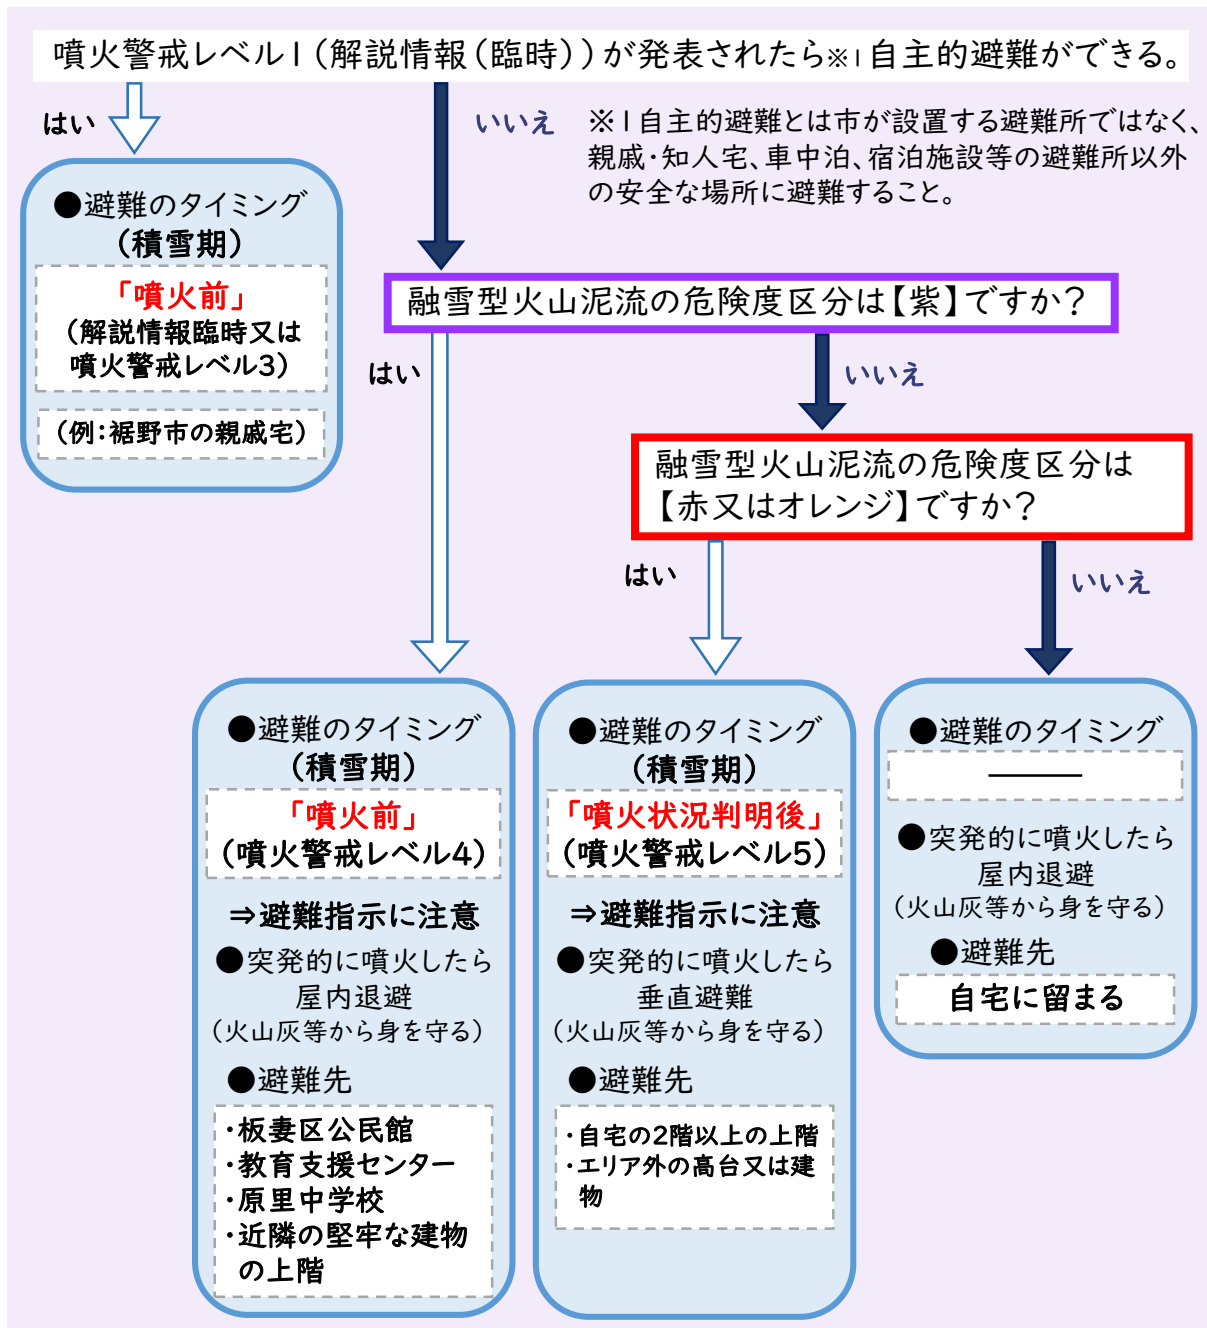 噴火警戒レベル1（解説情報（臨時））が発表されたら※1自主的避難ができる。
はい
いいえ
※1自主的避難とは市が設置する避難所ではなく、
親戚・知人宅、車中泊、宿泊施設等の避難所以外
の安全な場所に避難すること。
●避難のタイミング
（積雪期）
「噴火前」
（解説情報臨時又は
噴火警戒レベル3）
（例：裾野市の親戚宅）
融雪型火山泥流の危険度区分は【紫】ですか？
はい
いいえ
融雪型火山泥流の危険度区分は
【赤又はオレンジ】ですか？
はい
いいえ
●避難のタイミング
（積雪期）
「噴火前」
（噴火警戒レベル4）
⇒避難指示に注意
●突発的に噴火したら
屋内退避
（火山灰等から身を守る）
●避難先
・板妻区公民館
・教育支援センター
・原里中学校
・近隣の堅牢な建物
の上階
●避難のタイミング
（積雪期）
「噴火状況判明後」
（噴火警戒レベル5）
⇒避難指示に注意
●突発的に噴火したら
垂直避難
（火山灰等から身を守る）
●避難先
・自宅の2階以上の上階
・エリア外の高台又は建
物
●避難のタイミング
―――
●突発的に噴火したら
屋内退避
（火山灰等から身を守る）
●避難先
自宅に留まる